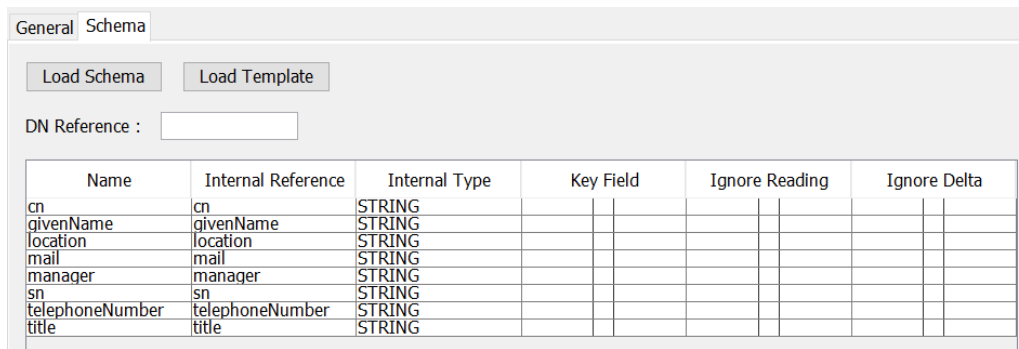 General Schema
Load Schema Load Template
DN Reference :
Name Internal Reference Internal Type Key Field Ignore Reading Ignore Delta
cn cn STRING
givenName givenName STRING
location location STRING
mail mail STRING
manager manager STRING
sn sn STRING
telephoneNumber telephoneNumber STRING
title title STRING